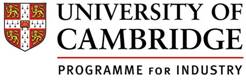 UNIVERSITY OF
CAMBRIDGE
PROGRAMME FOR INDUSTRY